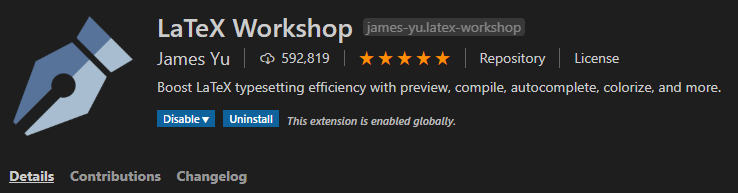 LaTeX Workshop james-yu.latex-workshop
James Yu 592,819 Repository License
Boost LaTeX typesetting efficiency with preview, compile, autocomplete, colorize, and more.
Disable Uninstall This extension is enabled globally.
Details Contributions Changelog